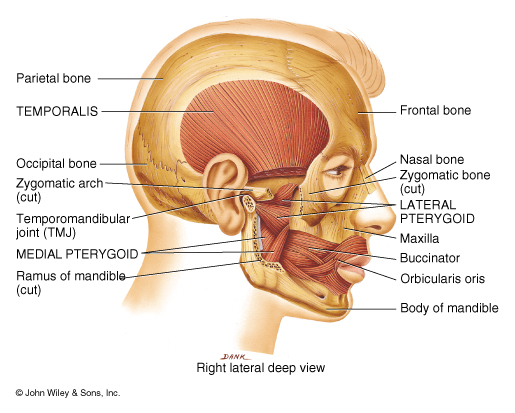 Parietal bone
TEMPORALIS
Occipital bone
Zygomatic arch
(cut)
Temporomandibular
joint (TMJ)
MEDIAL PTERYGOID
Ramus of mandible
(cut)
Frontal bone
Nasal bone
Zygomatic bone
(cut)
LATERAL
PTERYGOID
Maxilla
Buccinator
Orbicularis oris
Body of mandible
DANK
Right lateral deep view
© John Wiley & Sons, Inc.